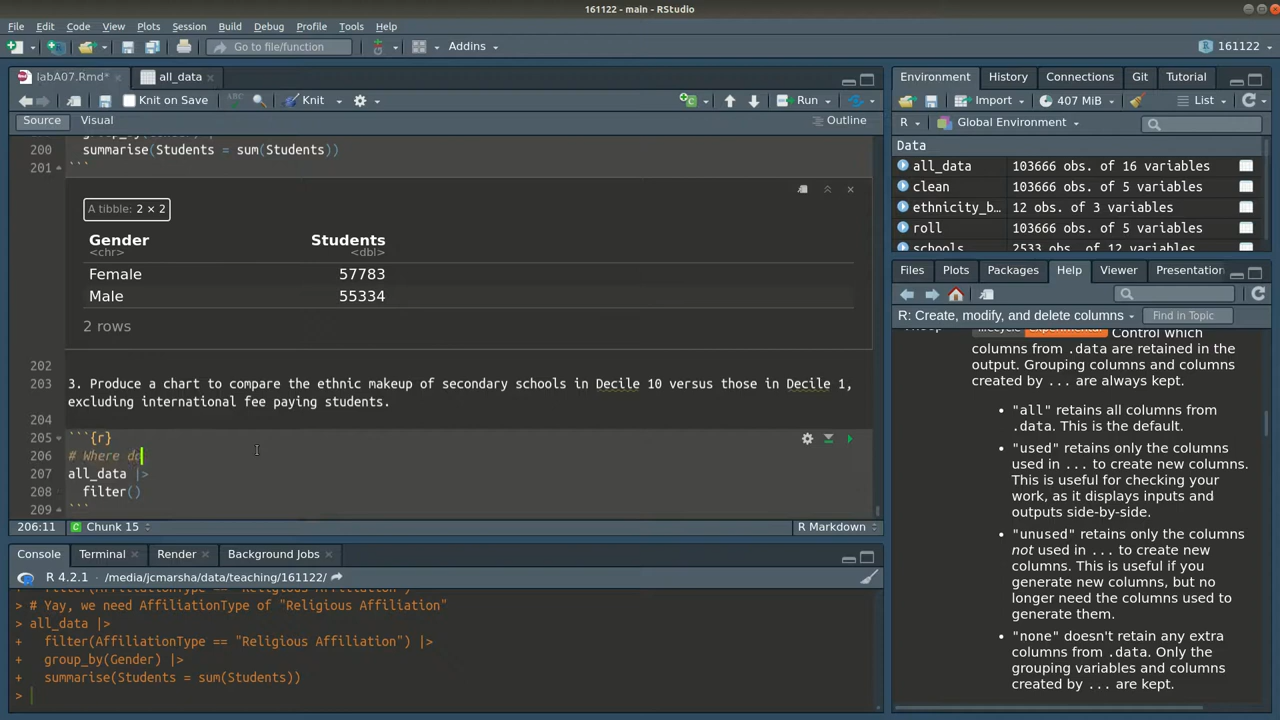 161122 - main - RStudio
File Edit Code View Plots Session Build Debug Profile Tools Help
Go to file/function
Addins
161122
labA07.Rmd*
all_data
Knit on Save
Knit
Run
Source
Visual
Outline
200 summarise(Students = sum(Students))
201 ```
A tibble: 2 × 2
Gender Students
<chr> <dbl>
Female 57783
Male 55334
2 rows
202
203 3. Produce a chart to compare the ethnic makeup of secondary schools in Decile 10 versus those in Decile 1,
excluding international fee paying students.
204
205 ```{r}
206 # Where do
207 all_data |>
208 filter()
209 ```
206:11 Chunk 15 R Markdown
Console Terminal Render Background Jobs
R 4.2.1 · /media/jcmarsha/data/teaching/161122/
+ filter(AffiliationType == "Religious Affiliation")
> # Yay, we need AffiliationType of "Religious Affiliation"
> all_data |>
+ filter(AffiliationType == "Religious Affiliation") |>
+ group_by(Gender) |>
+ summarise(Students = sum(Students))
>
Environment History Connections Git Tutorial
Import 407 MiB List
R Global Environment
Data
all_data 103666 obs. of 16 variables
clean 103666 obs. of 5 variables
ethnicity_b… 12 obs. of 3 variables
roll 103666 obs. of 5 variables
schools 2533 obs. of 12 variables
Files Plots Packages Help Viewer Presentation
R: Create, modify, and delete columns
Find in Topic
lifecycle experimental Control which
columns from .data are retained in the
output. Grouping columns and columns
created by ... are always kept.
• "all" retains all columns from
.data. This is the default.
• "used" retains only the columns
used in ... to create new columns.
This is useful for checking your
work, as it displays inputs and
outputs side-by-side.
• "unused" retains only the columns
not used in ... to create new
columns. This is useful if you
generate new columns, but no
longer need the columns used to
generate them.
• "none" doesn't retain any extra
columns from .data. Only the
grouping variables and columns
created by ... are kept.